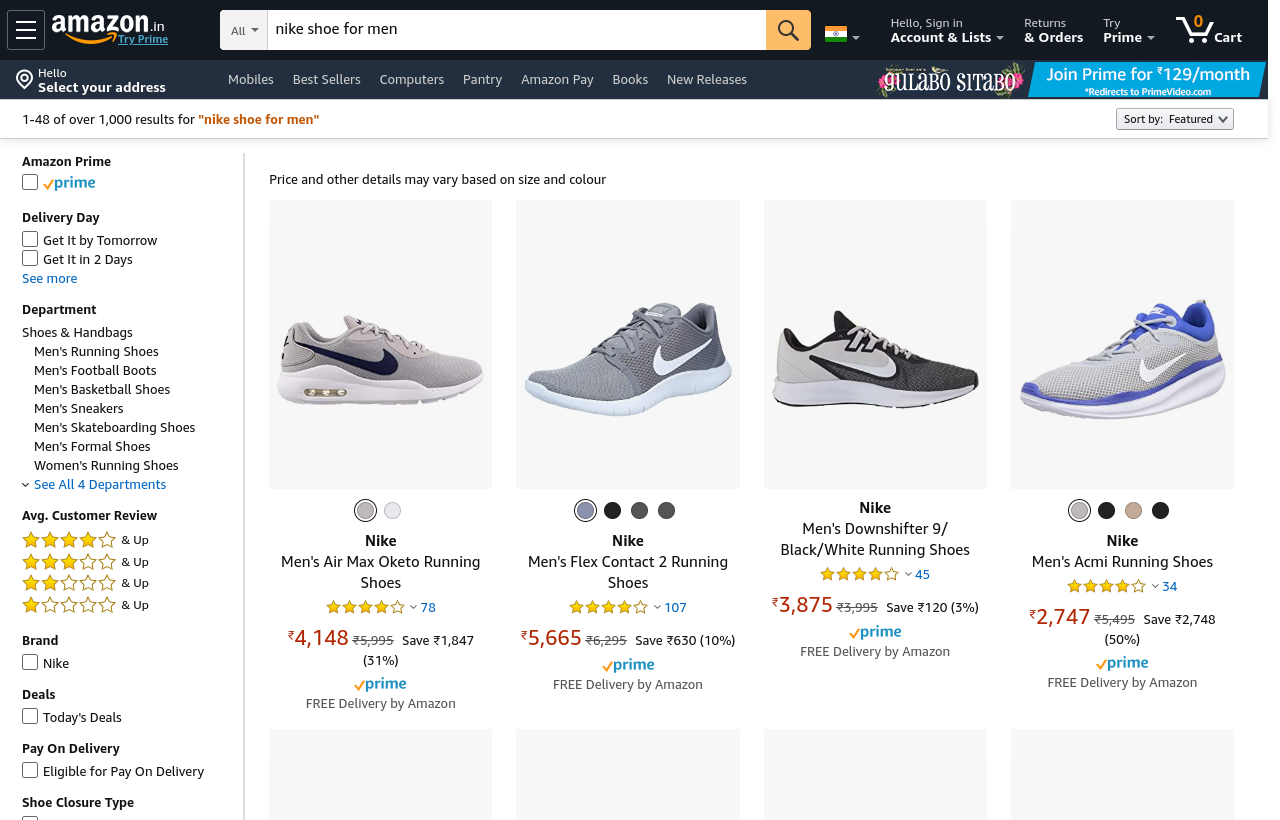 amazon.in
Try Prime
All
nike shoe for men
Hello, Sign in
Account & Lists
Returns
& Orders
Try
Prime
0
Cart
Hello
Select your address
Mobiles
Best Sellers
Computers
Pantry
Amazon Pay
Books
New Releases
GULABO SITABO
Join Prime for ₹129/month
*Redirects to PrimeVideo.com
1-48 of over 1,000 results for "nike shoe for men"
Sort by: Featured
Amazon Prime
prime
Delivery Day
Get It by Tomorrow
Get It in 2 Days
See more
Department
Shoes & Handbags
Men's Running Shoes
Men's Football Boots
Men's Basketball Shoes
Men's Sneakers
Men's Skateboarding Shoes
Men's Formal Shoes
Women's Running Shoes
See All 4 Departments
Avg. Customer Review
& Up
& Up
& Up
& Up
Brand
Nike
Deals
Today's Deals
Pay On Delivery
Eligible for Pay On Delivery
Shoe Closure Type
Price and other details may vary based on size and colour
Nike
Men's Air Max Oketo Running
Shoes
78
₹4,148 ₹5,995 Save ₹1,847
(31%)
prime
FREE Delivery by Amazon
Nike
Men's Flex Contact 2 Running
Shoes
107
₹5,665 ₹6,295 Save ₹630 (10%)
prime
FREE Delivery by Amazon
Nike
Men's Downshifter 9/
Black/White Running Shoes
45
₹3,875 ₹3,995 Save ₹120 (3%)
prime
FREE Delivery by Amazon
Nike
Men's Acmi Running Shoes
34
₹2,747 ₹5,495 Save ₹2,748
(50%)
prime
FREE Delivery by Amazon